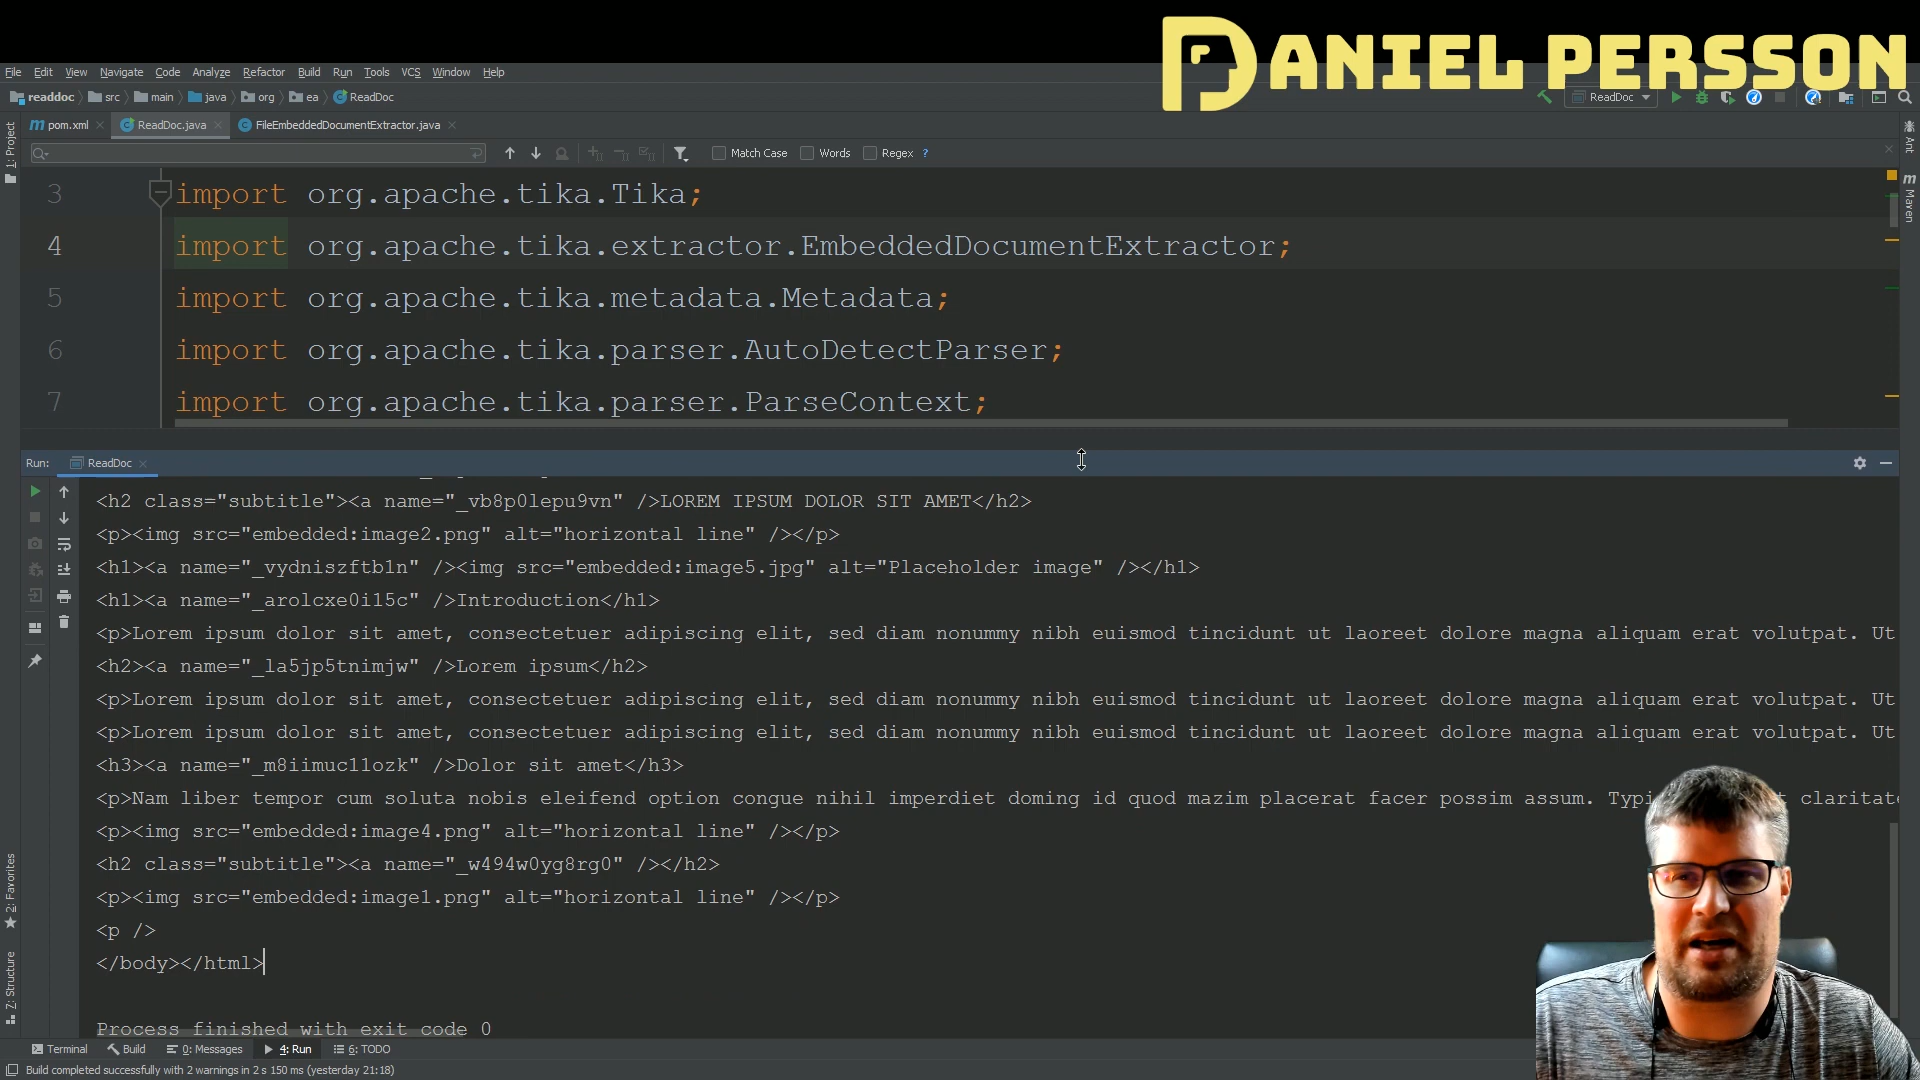 DANIEL PERSSON
File Edit View Navigate Code Analyze Refactor Build Run Tools VCS Window Help
readdoc src main java org ea ReadDoc
ReadDoc
pom.xml ReadDoc.java FileEmbeddedDocumentExtractor.java
Match Case Words Regex ?
1: Project
Ant
Maven
3 import org.apache.tika.Tika;
4 import org.apache.tika.extractor.EmbeddedDocumentExtractor;
5 import org.apache.tika.metadata.Metadata;
6 import org.apache.tika.parser.AutoDetectParser;
7 import org.apache.tika.parser.ParseContext;
Run: ReadDoc
<h2 class="subtitle"><a name="_vb8p0lepu9vn" />LOREM IPSUM DOLOR SIT AMET</h2>
<p><img src="embedded:image2.png" alt="horizontal line" /></p>
<h1><a name="_vydniszftb1n" /><img src="embedded:image5.jpg" alt="Placeholder image" /></h1>
<h1><a name="_arolcxe0i15c" />Introduction</h1>
<p>Lorem ipsum dolor sit amet, consectetuer adipiscing elit, sed diam nonummy nibh euismod tincidunt ut laoreet dolore magna aliquam erat volutpat. Ut
<h2><a name="_la5jp5tnimjw" />Lorem ipsum</h2>
<p>Lorem ipsum dolor sit amet, consectetuer adipiscing elit, sed diam nonummy nibh euismod tincidunt ut laoreet dolore magna aliquam erat volutpat. Ut
<p>Lorem ipsum dolor sit amet, consectetuer adipiscing elit, sed diam nonummy nibh euismod tincidunt ut laoreet dolore magna aliquam erat volutpat. Ut
<h3><a name="_m8iimuc11ozk" />Dolor sit amet</h3>
<p>Nam liber tempor cum soluta nobis eleifend option congue nihil imperdiet doming id quod mazim placerat facer possim assum. Typi claritate
<p><img src="embedded:image4.png" alt="horizontal line" /></p>
<h2 class="subtitle"><a name="_w494w0yg8rg0" /></h2>
<p><img src="embedded:image1.png" alt="horizontal line" /></p>
<p />
</body></html>
Process finished with exit code 0
2: Favorites
7: Structure
Terminal Build 0: Messages 4: Run 6: TODO
Build completed successfully with 2 warnings in 2 s 150 ms (yesterday 21:18)